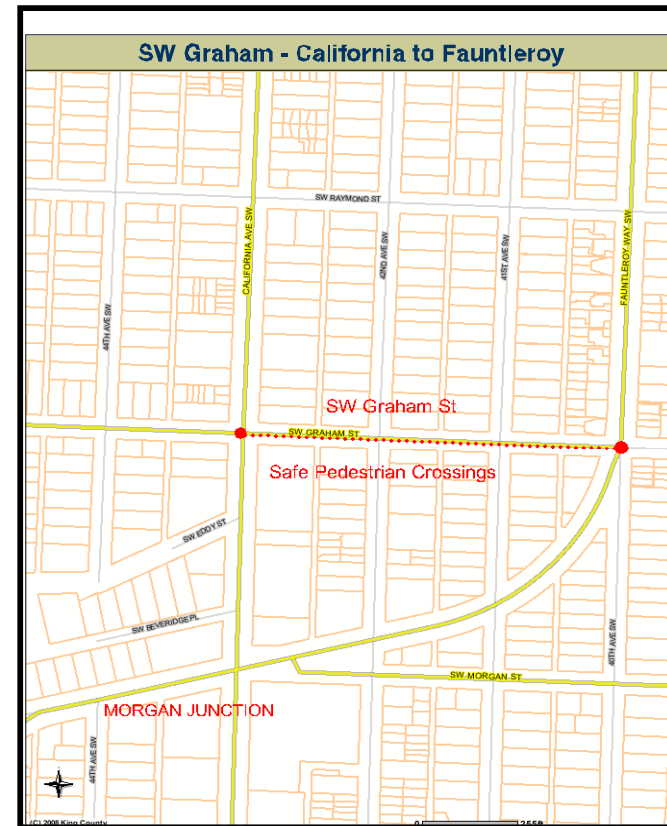 SW Graham - California to Fauntleroy
SW RAYMOND ST
CALIFORNIA AVE SW
42ND AVE SW
41ST AVE SW
FAUNTLEROY WAY SW
44TH AVE SW
SW Graham St
SW GRAHAM ST
Safe Pedestrian Crossings
SW EDDY ST
SW BEVERIDGE PL
40TH AVE SW
SW MORGAN ST
MORGAN JUNCTION
44TH AVE SW
(C) 2008 King County
0